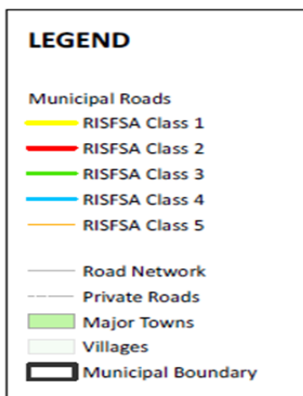 LEGEND
Municipal Roads
RISFSA Class 1
RISFSA Class 2
RISFSA Class 3
RISFSA Class 4
RISFSA Class 5
Road Network
Private Roads
Major Towns
Villages
Municipal Boundary